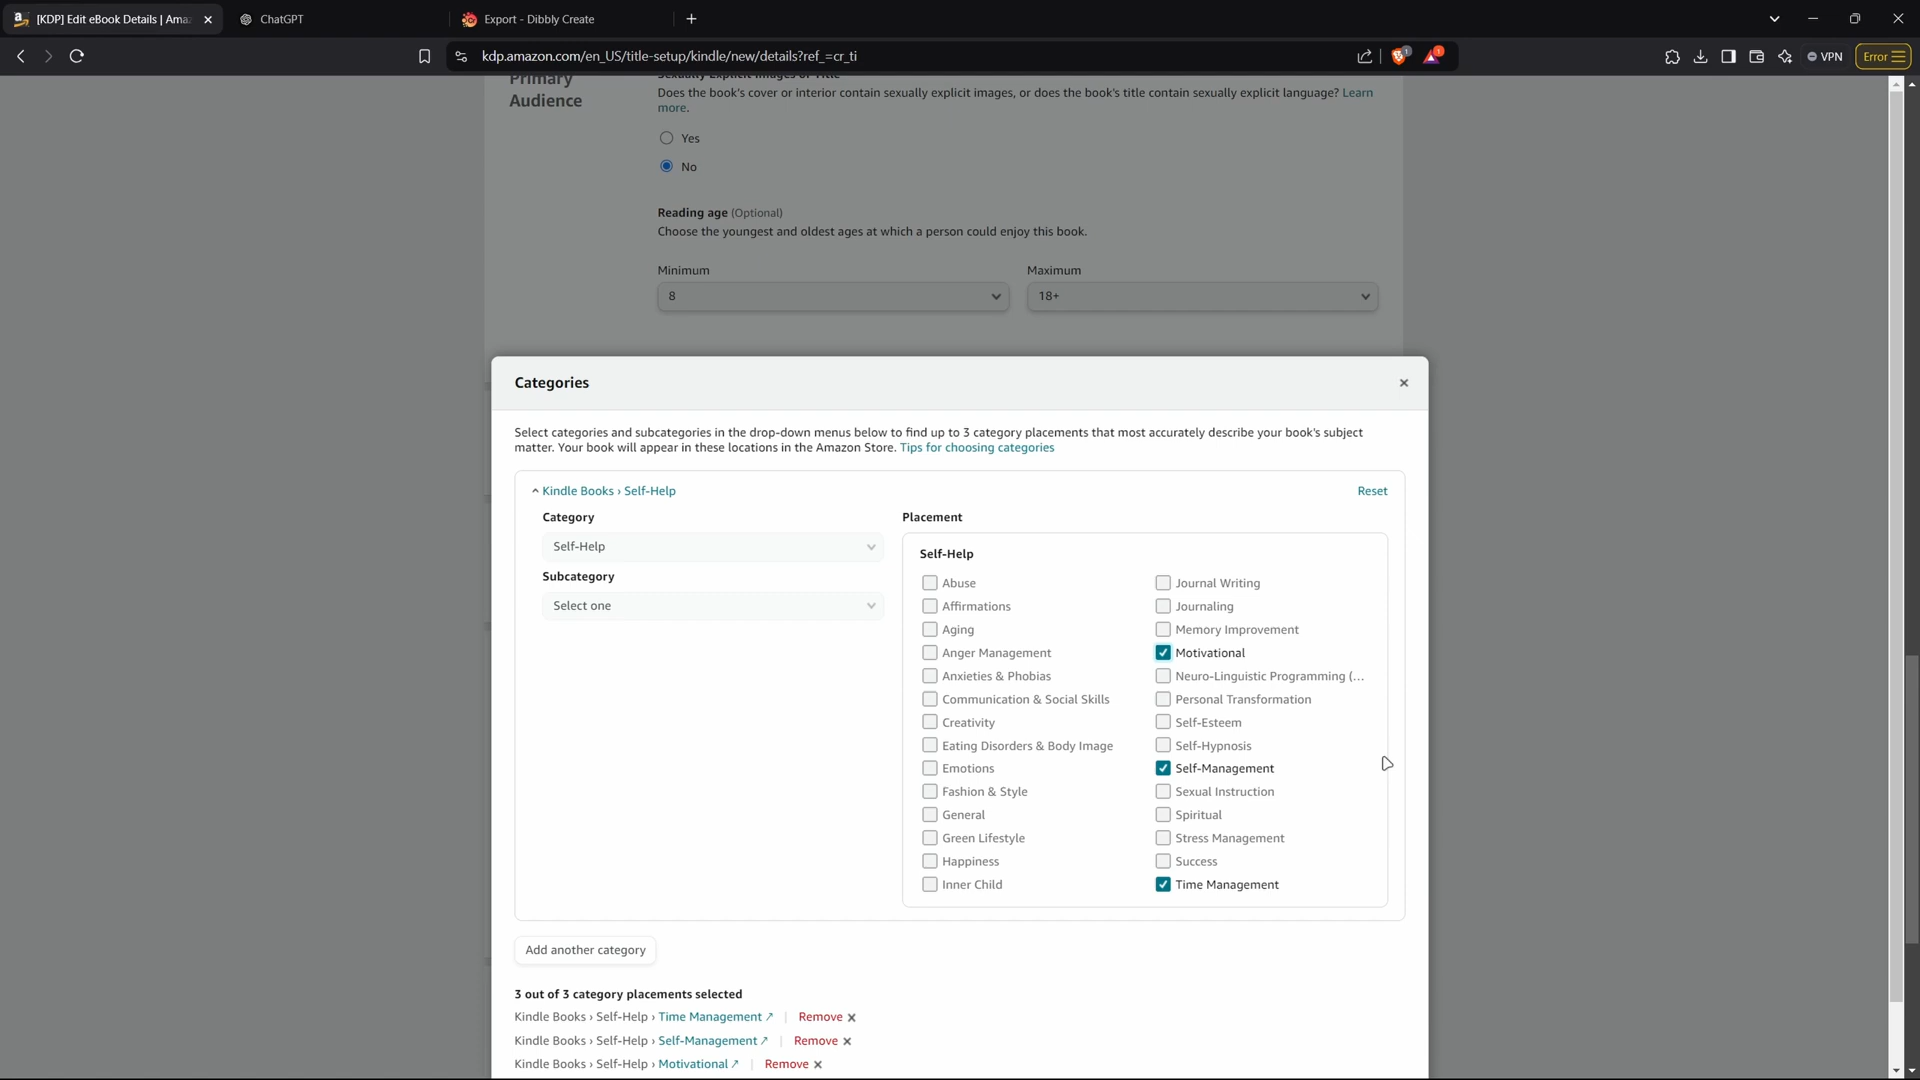 [KDP] Edit eBook Details | Ama
ChatGPT
Export - Dibbly Create
kdp.amazon.com/en_US/title-setup/kindle/new/details?ref_=cr_ti
1
1
VPN
Error
Primary
Audience
Sexually Explicit Images or Title
Does the book's cover or interior contain sexually explicit images, or does the book's title contain sexually explicit language? Learn
more.
Yes
No
Reading age (Optional)
Choose the youngest and oldest ages at which a person could enjoy this book.
Minimum
Maximum
8
18+
Categories
Select categories and subcategories in the drop-down menus below to find up to 3 category placements that most accurately describe your book's subject
matter. Your book will appear in these locations in the Amazon Store. Tips for choosing categories
Kindle Books › Self-Help
Reset
Category
Self-Help
Subcategory
Select one
Placement
Self-Help
Abuse
Affirmations
Aging
Anger Management
Anxieties & Phobias
Communication & Social Skills
Creativity
Eating Disorders & Body Image
Emotions
Fashion & Style
General
Green Lifestyle
Happiness
Inner Child
Journal Writing
Journaling
Memory Improvement
Motivational
Neuro-Linguistic Programming (...
Personal Transformation
Self-Esteem
Self-Hypnosis
Self-Management
Sexual Instruction
Spiritual
Stress Management
Success
Time Management
Add another category
3 out of 3 category placements selected
Kindle Books › Self-Help › Time Management ↗ | Remove ×
Kindle Books › Self-Help › Self-Management ↗ | Remove ×
Kindle Books › Self-Help › Motivational ↗ | Remove ×